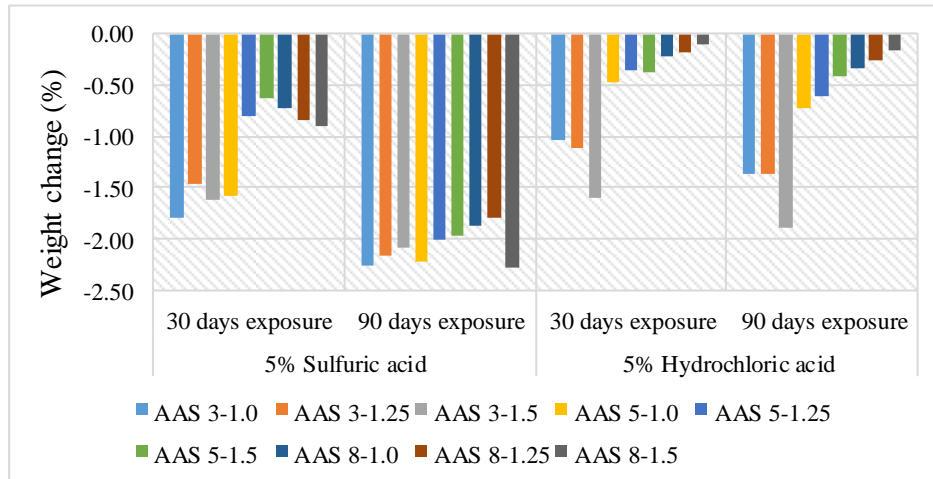 Weight change (%)
0.00
-0.50
-1.00
-1.50
-2.00
-2.50
30 days exposure 90 days exposure 30 days exposure 90 days exposure
5% Sulfuric acid 5% Hydrochloric acid
AAS 3-1.0 AAS 3-1.25 AAS 3-1.5 AAS 5-1.0 AAS 5-1.25
AAS 5-1.5 AAS 8-1.0 AAS 8-1.25 AAS 8-1.5